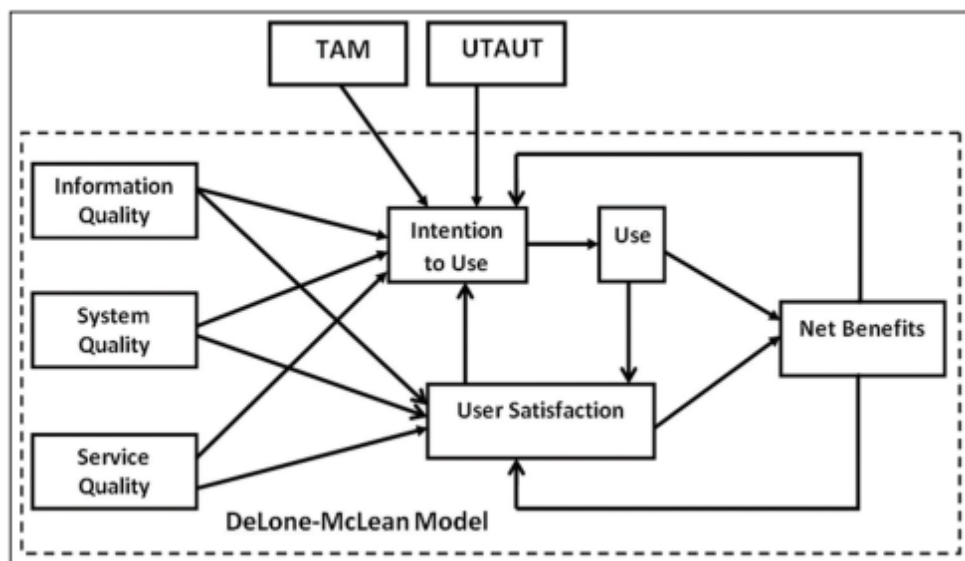 TAM
UTAUT
Information
Quality
Intention
to Use
Use
System
Quality
Net Benefits
User Satisfaction
Service
Quality
DeLone-McLean Model